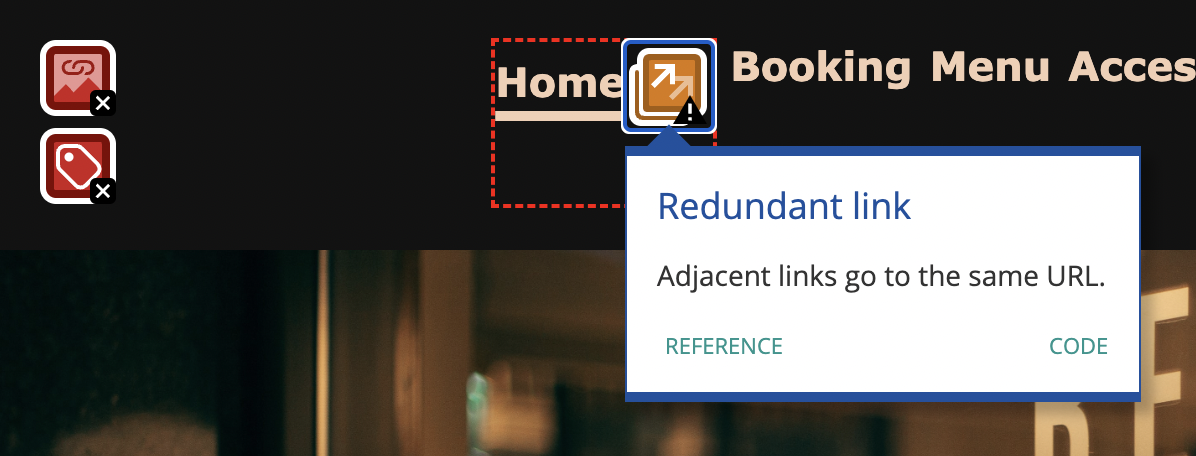 Home Booking Menu Acces
Redundant link
Adjacent links go to the same URL.
REFERENCE CODE